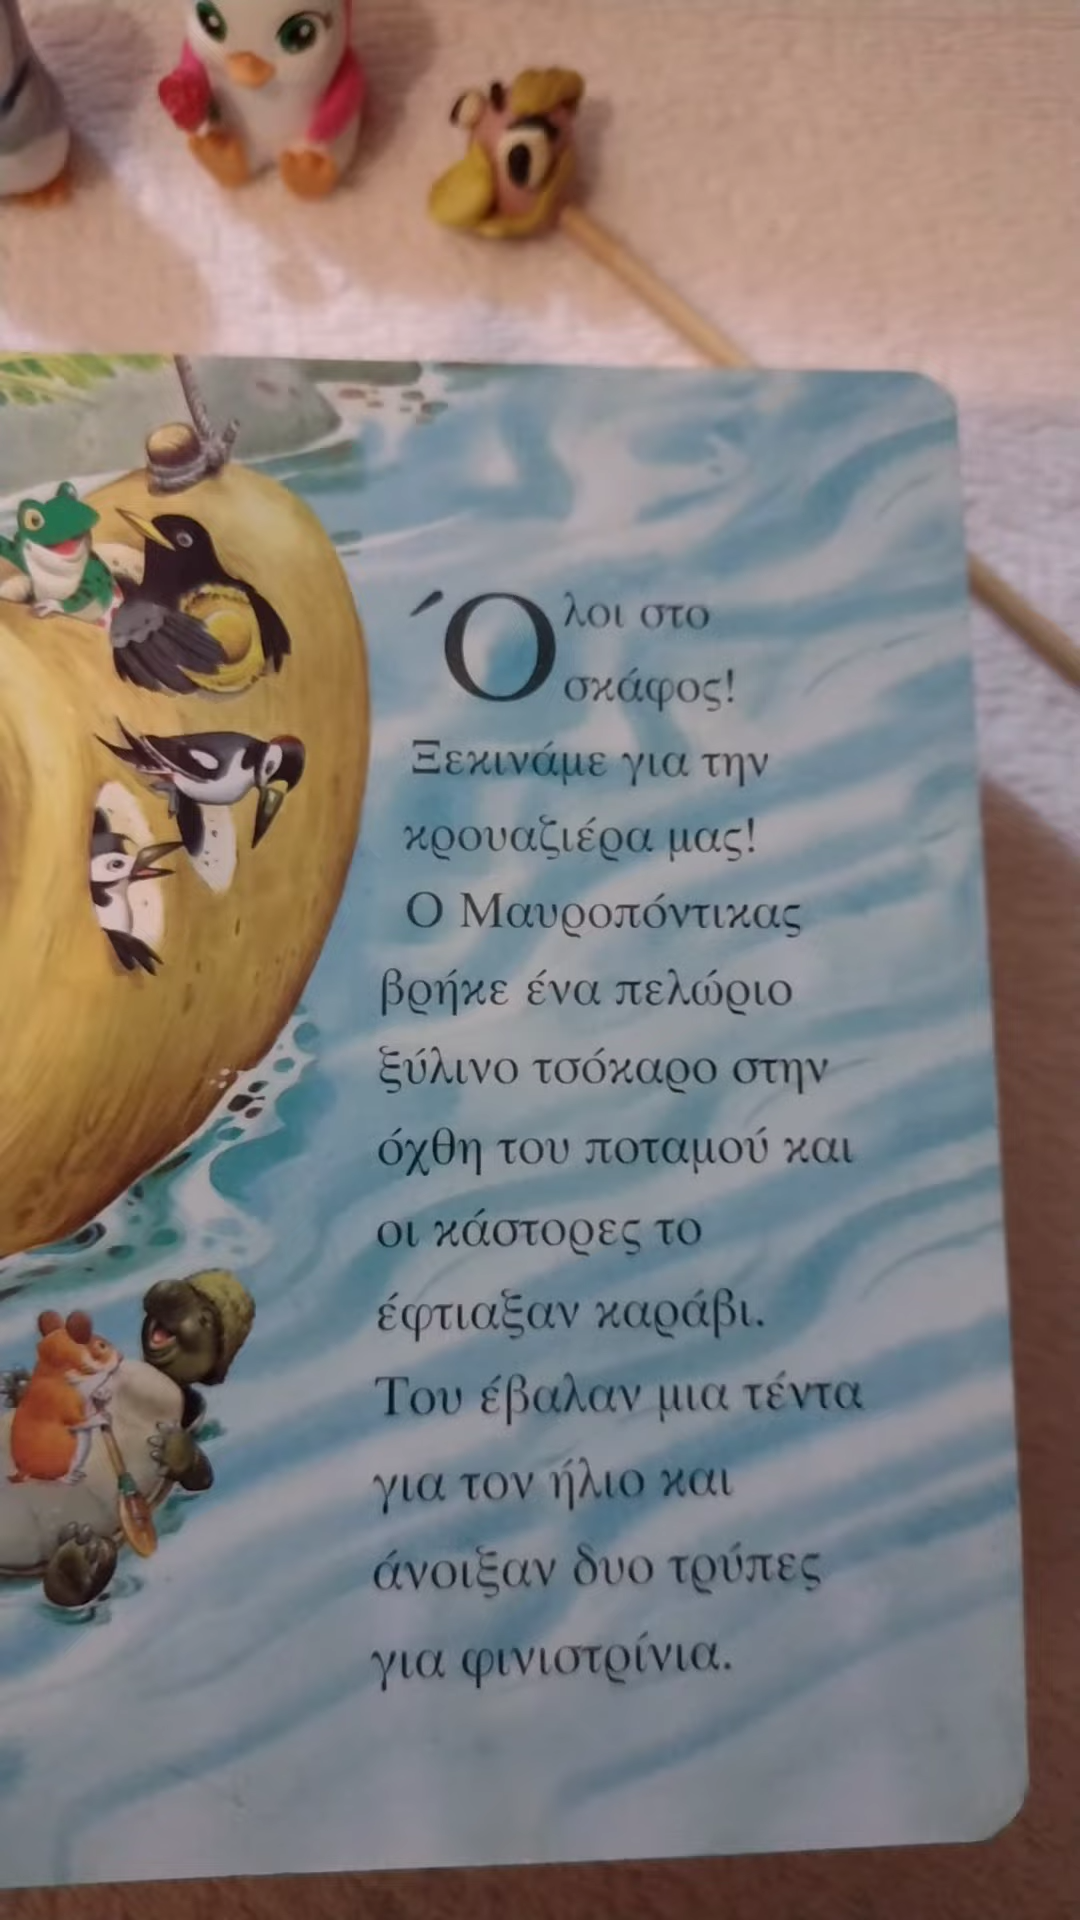 Όλοι στο
σκάφος!
Ξεκινάμε για την
κρουαζιέρα μας!
Ο Μαυροπόντικας
βρήκε ένα πελώριο
ξύλινο τσόκαρο στην
όχθη του ποταμού και
οι κάστορες το
έφτιαξαν καράβι.
Του έβαλαν μια τέντα
για τον ήλιο και
άνοιξαν δυο τρύπες
για φινιστρίνια.